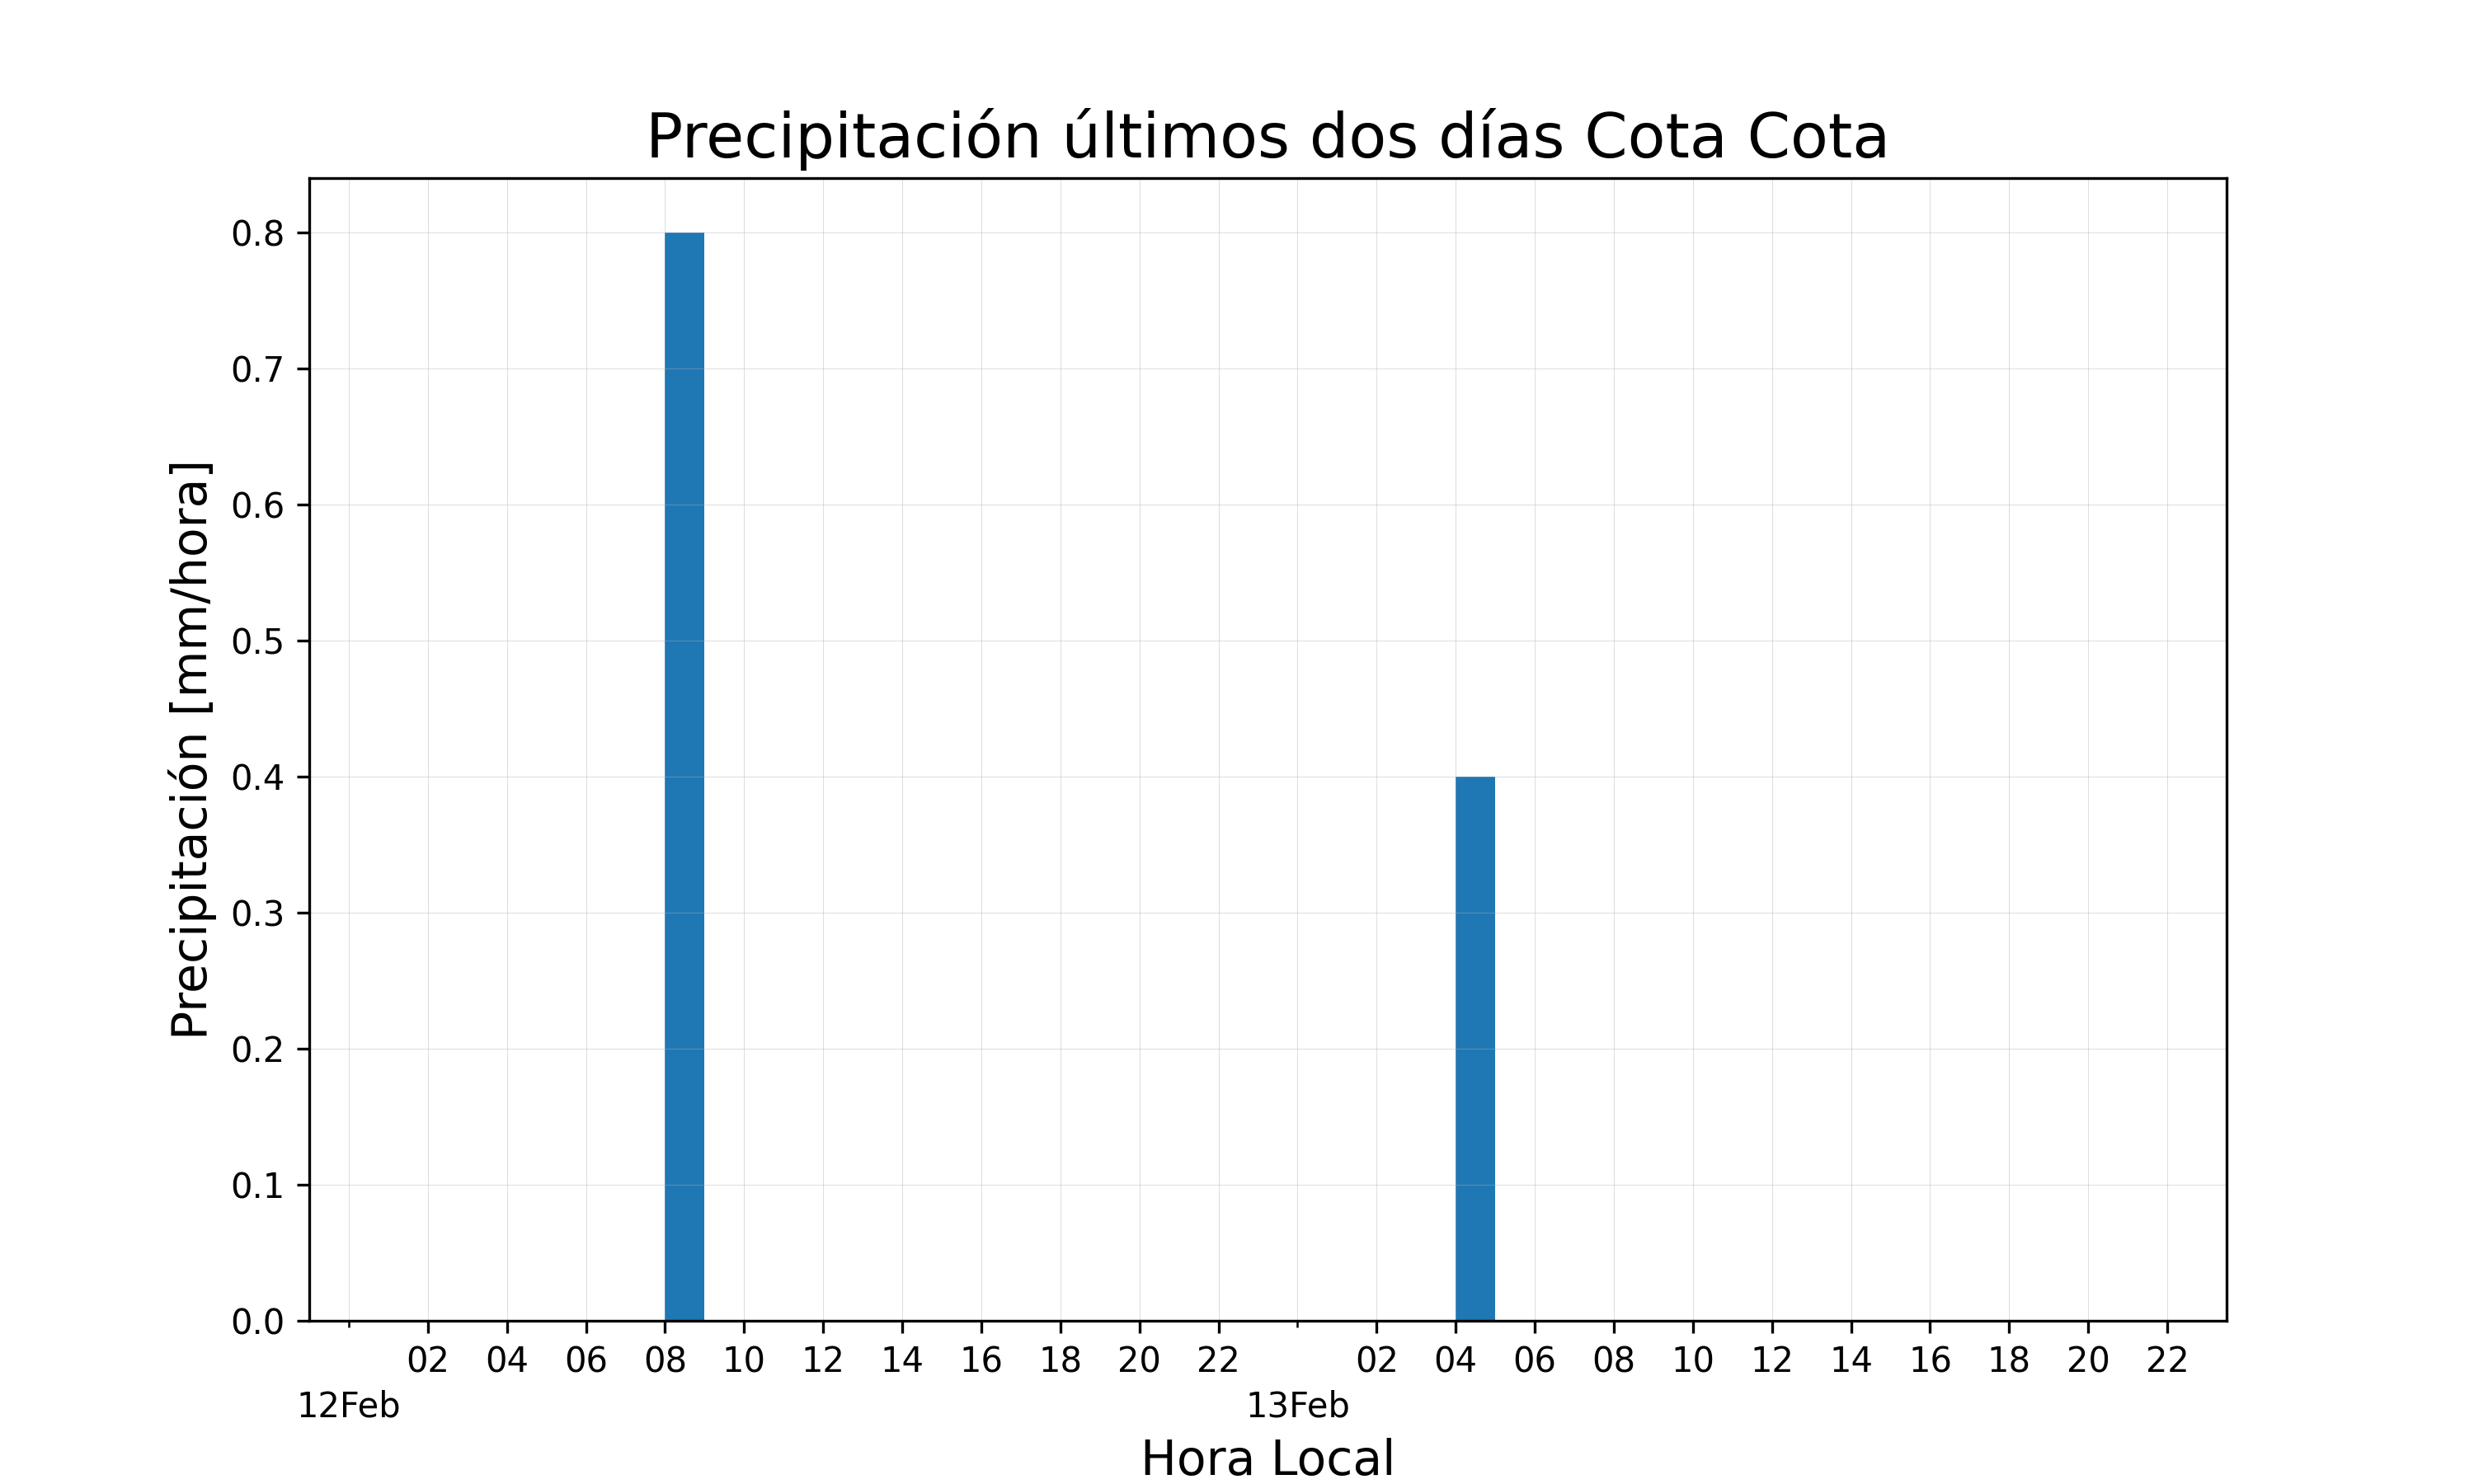 Precipitación últimos dos días Cota Cota
Precipitación [mm/hora]
0.8
0.7
0.6
0.5
0.4
0.3
0.2
0.1
0.0
02 04 06 08 10 12 14 16 18 20 22 02 04 06 08 10 12 14 16 18 20 22
12Feb 13Feb
Hora Local